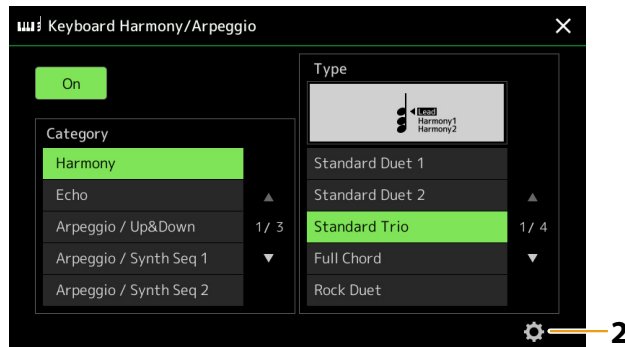 Keyboard Harmony/Arpeggio
On
Category
Harmony
Echo
Arpeggio / Up&Down
Arpeggio / Synth Seq 1
Arpeggio / Synth Seq 2
1/ 3
Type
Lead
Harmony1
Harmony2
Standard Duet 1
Standard Duet 2
Standard Trio
Full Chord
Rock Duet
1/ 4
2